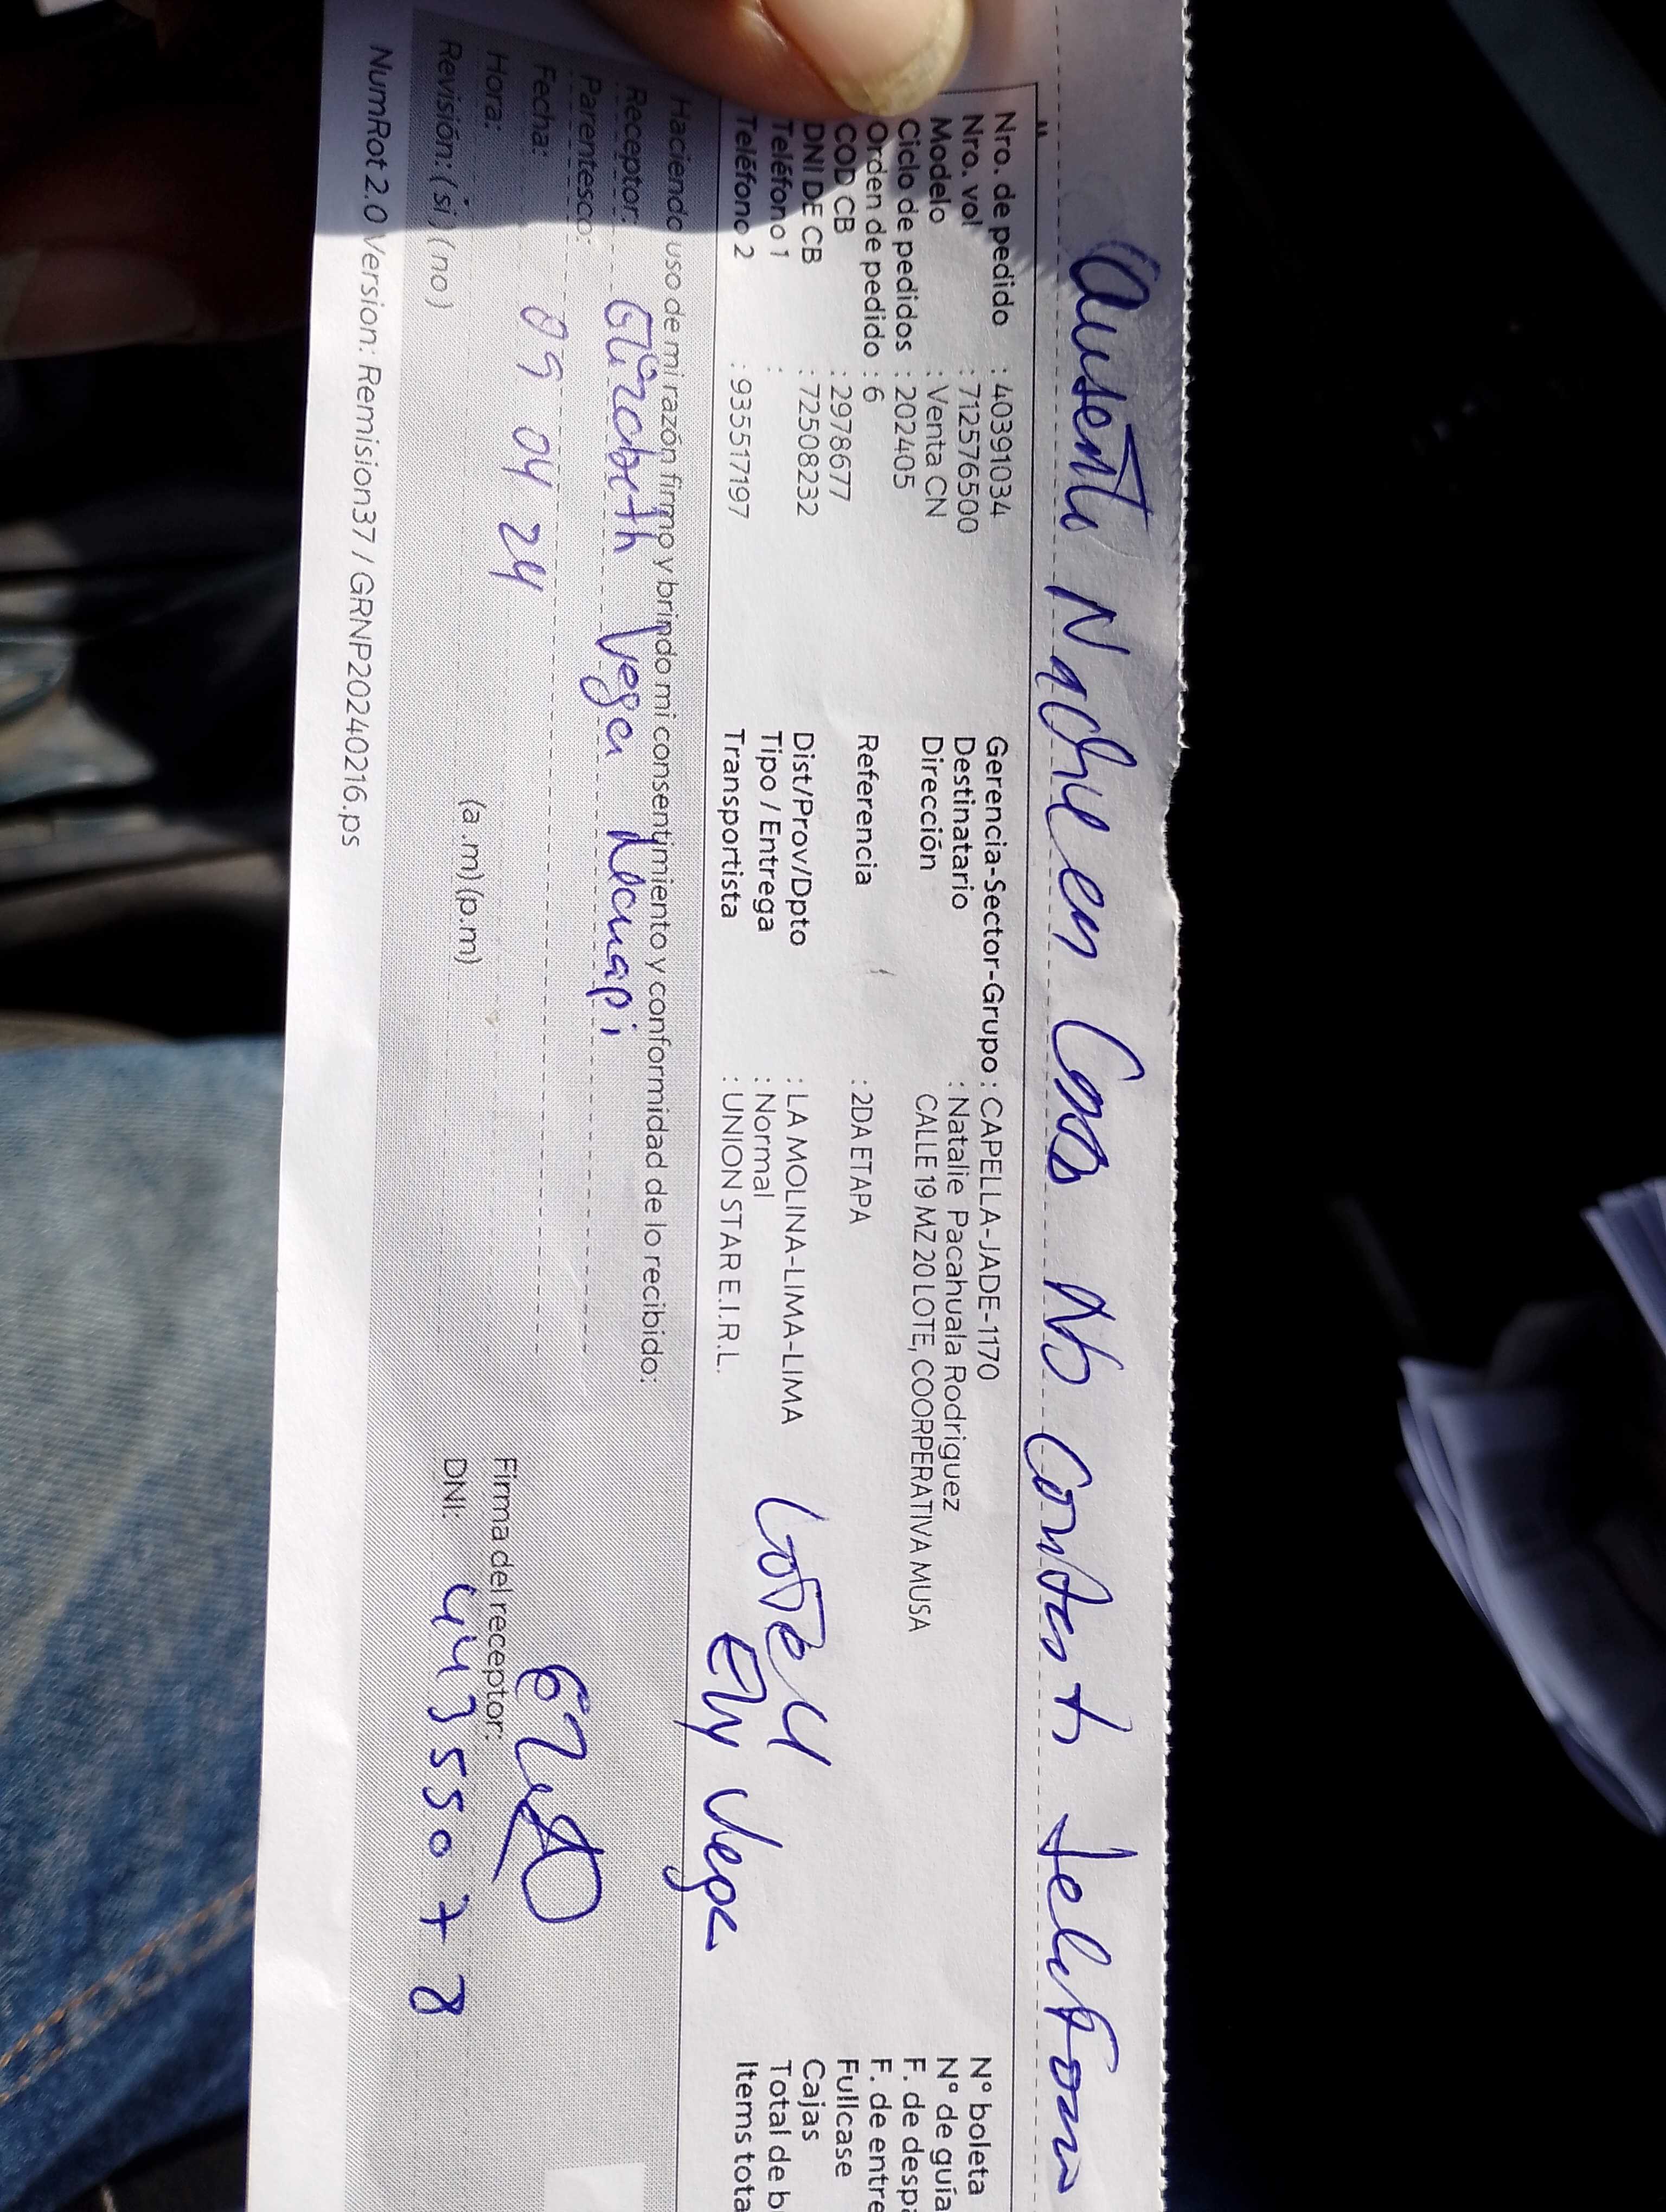 Ausente Nadie en Casa No Contest telefono
Nro. de pedido : 40391034
Nro. vol : 712576500
Modelo : Venta CN
Ciclo de pedidos : 202405
Orden de pedido : 6
COD CB : 2978677
DNI DE CB : 72508232
Teléfono 1 :
Teléfono 2 : 935517197
Gerencia-Sector-Grupo : CAPELLA-JADE-1170
Destinatario : Natalie Pacahuala Rodriguez
Dirección CALLE 19 MZ 20 LOTE, COORPERATIVA MUSA
Referencia : 2DA ETAPA
Dist/Prov/Dpto : LA MOLINA-LIMA-LIMA
Tipo / Entrega : Normal
Transportista : UNION STAR E.I.R.L.
Ely Vega
N° boleta
N° de guía
F. de desp
F. de entre
Fullcase
Cajas
Total de b
Items tota
Haciendo uso de mi razón firmo y brindo mi consentimiento y conformidad de lo recibido:
Receptor: Elizabeth Vega
Parentesco:
Fecha: 09 04 24
Hora: (a.m)(p.m)
Revisión: (si) (no)
Firma del receptor:
DNI: 44355078
NumRot 2.0 Version: Remision37 / GRNP20240216.ps